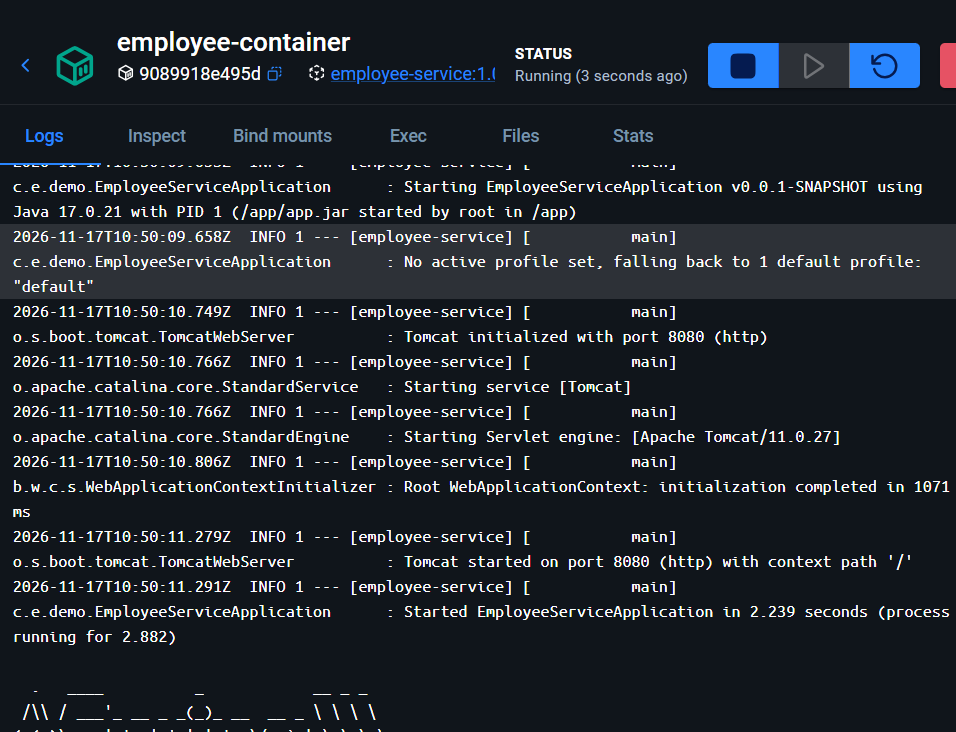 employee-container
9089918e495d
employee-service:1.
STATUS
Running (3 seconds ago)
Logs Inspect Bind mounts Exec Files Stats
c.e.demo.EmployeeServiceApplication : Starting EmployeeServiceApplication v0.0.1-SNAPSHOT using
Java 17.0.21 with PID 1 (/app/app.jar started by root in /app)
2026-11-17T10:50:09.658Z INFO 1 --- [employee-service] [ main]
c.e.demo.EmployeeServiceApplication : No active profile set, falling back to 1 default profile:
"default"
2026-11-17T10:50:10.749Z INFO 1 --- [employee-service] [ main]
o.s.boot.tomcat.TomcatWebServer : Tomcat initialized with port 8080 (http)
2026-11-17T10:50:10.766Z INFO 1 --- [employee-service] [ main]
o.apache.catalina.core.StandardService : Starting service [Tomcat]
2026-11-17T10:50:10.766Z INFO 1 --- [employee-service] [ main]
o.apache.catalina.core.StandardEngine : Starting Servlet engine: [Apache Tomcat/11.0.27]
2026-11-17T10:50:10.806Z INFO 1 --- [employee-service] [ main]
b.w.c.s.WebApplicationContextInitializer : Root WebApplicationContext: initialization completed in 1071
ms
2026-11-17T10:50:11.279Z INFO 1 --- [employee-service] [ main]
o.s.boot.tomcat.TomcatWebServer : Tomcat started on port 8080 (http) with context path '/'
2026-11-17T10:50:11.291Z INFO 1 --- [employee-service] [ main]
c.e.demo.EmployeeServiceApplication : Started EmployeeServiceApplication in 2.239 seconds (process
running for 2.882)